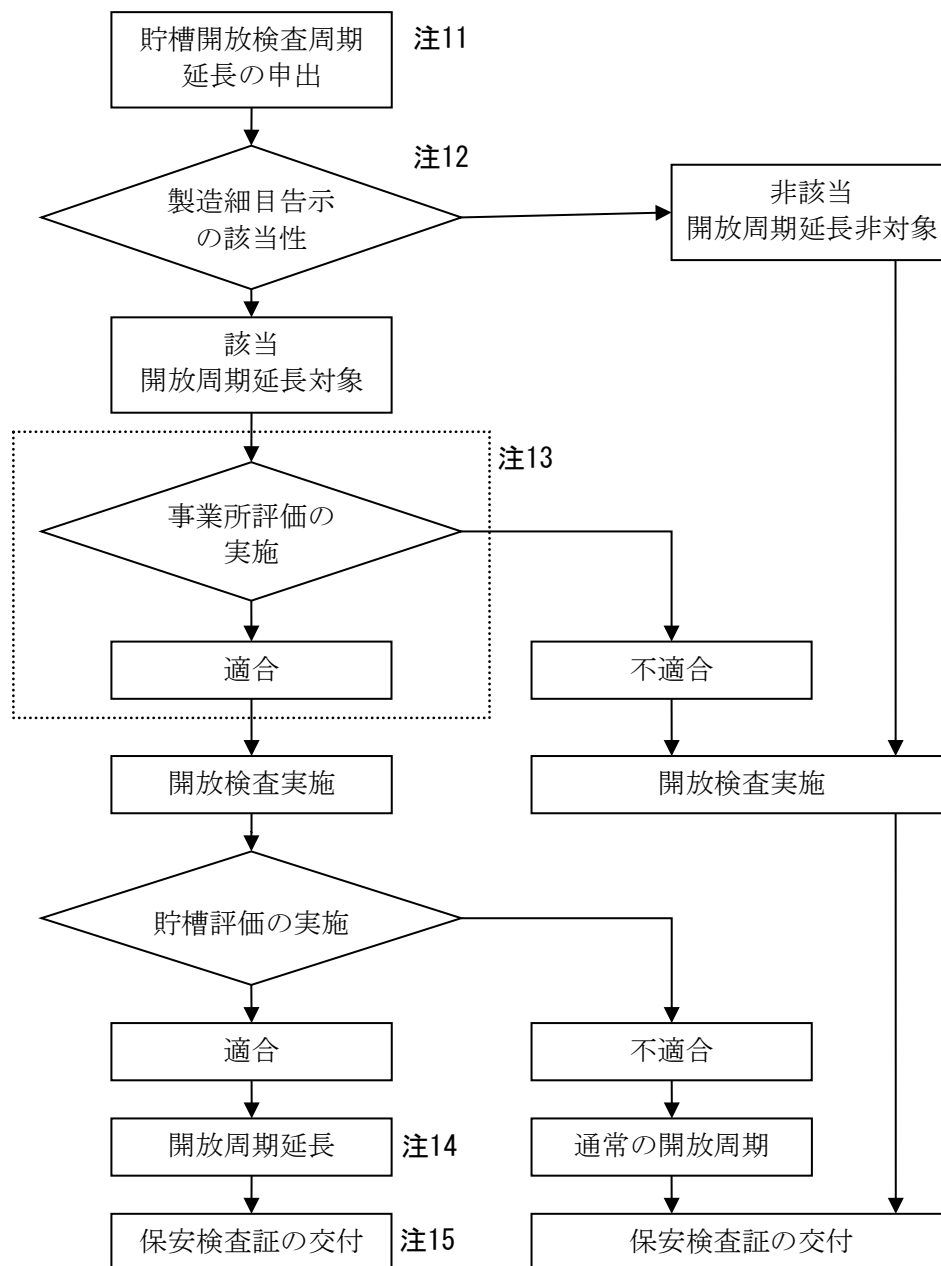 貯槽開放検査周期
延長の申出
注11
注12
製造細目告示
の該当性
非該当
開放周期延長非対象
該当
開放周期延長対象
注13
事業所評価の
実施
適合
不適合
開放検査実施
開放検査実施
貯槽評価の実施
適合
不適合
開放周期延長
注14
通常の開放周期
保安検査証の交付
注15
保安検査証の交付